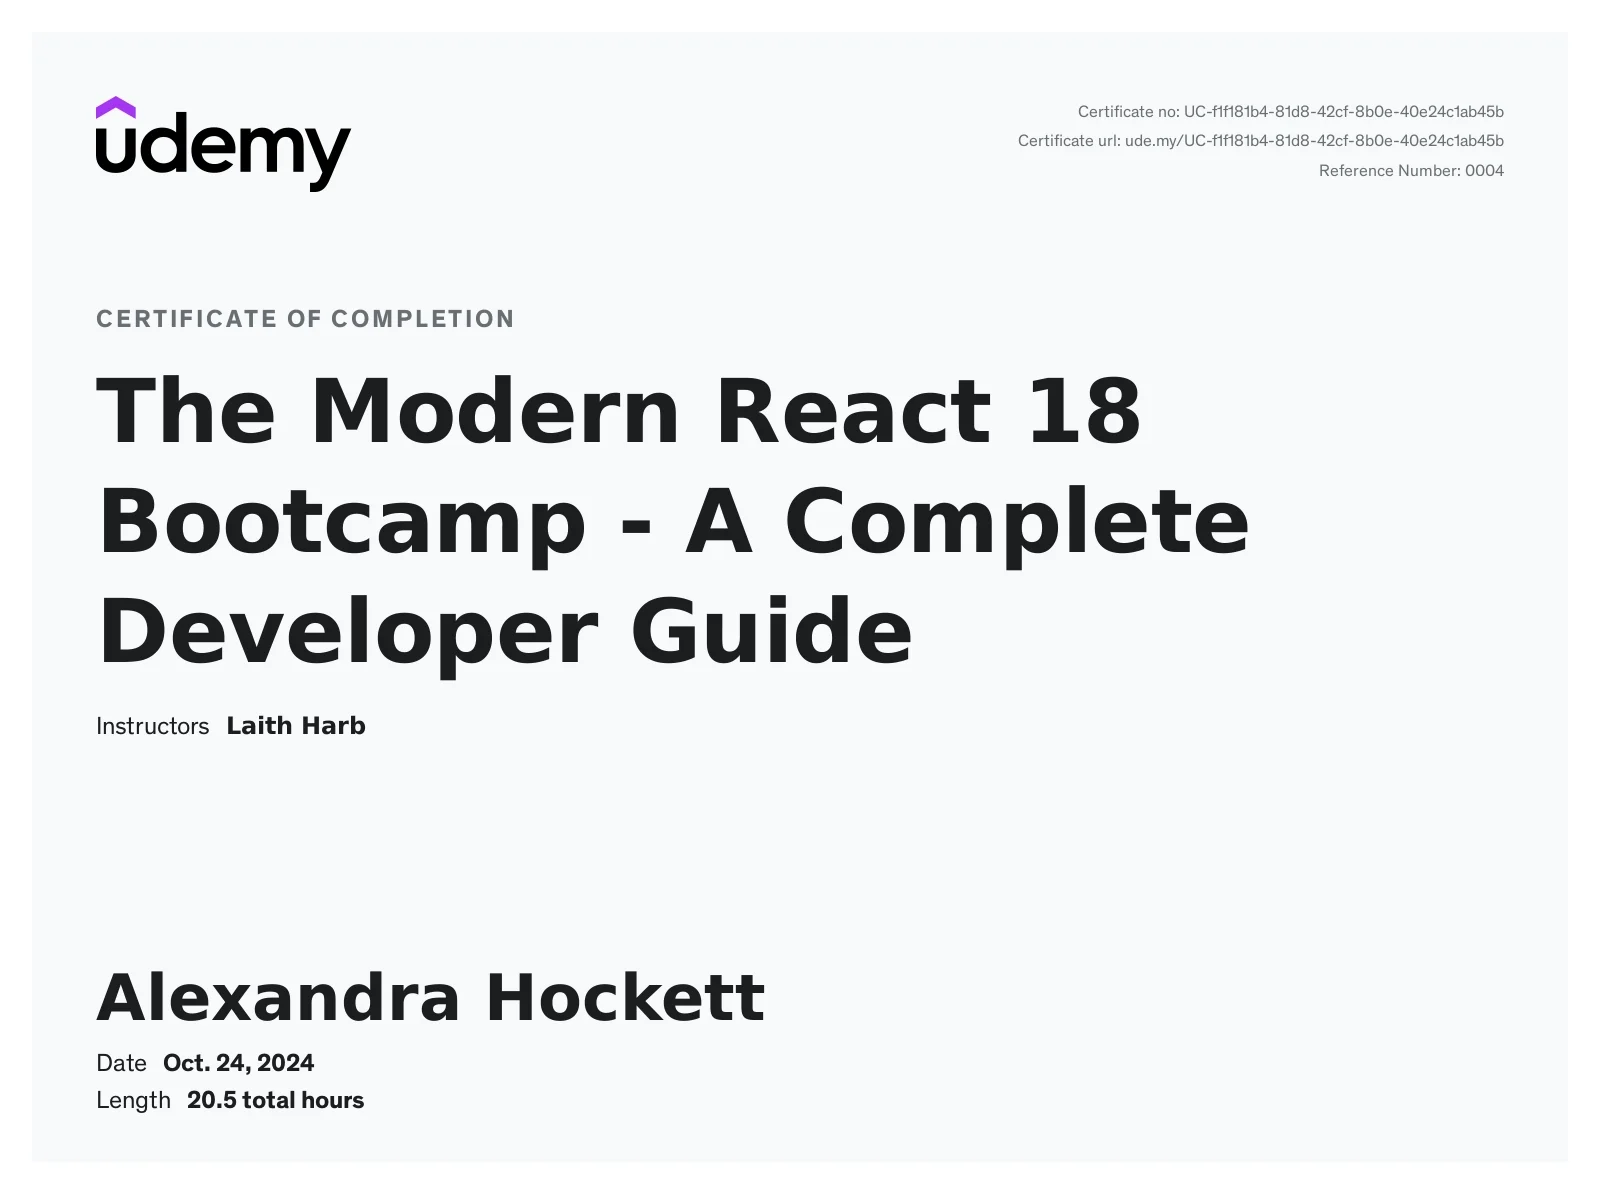 udemy
Certificate no: UC-f1f181b4-81d8-42cf-8b0e-40e24c1ab45b
Certificate url: ude.my/UC-f1f181b4-81d8-42cf-8b0e-40e24c1ab45b
Reference Number: 0004
CERTIFICATE OF COMPLETION
The Modern React 18
Bootcamp - A Complete
Developer Guide
Instructors Laith Harb
Alexandra Hockett
Date Oct. 24, 2024
Length 20.5 total hours